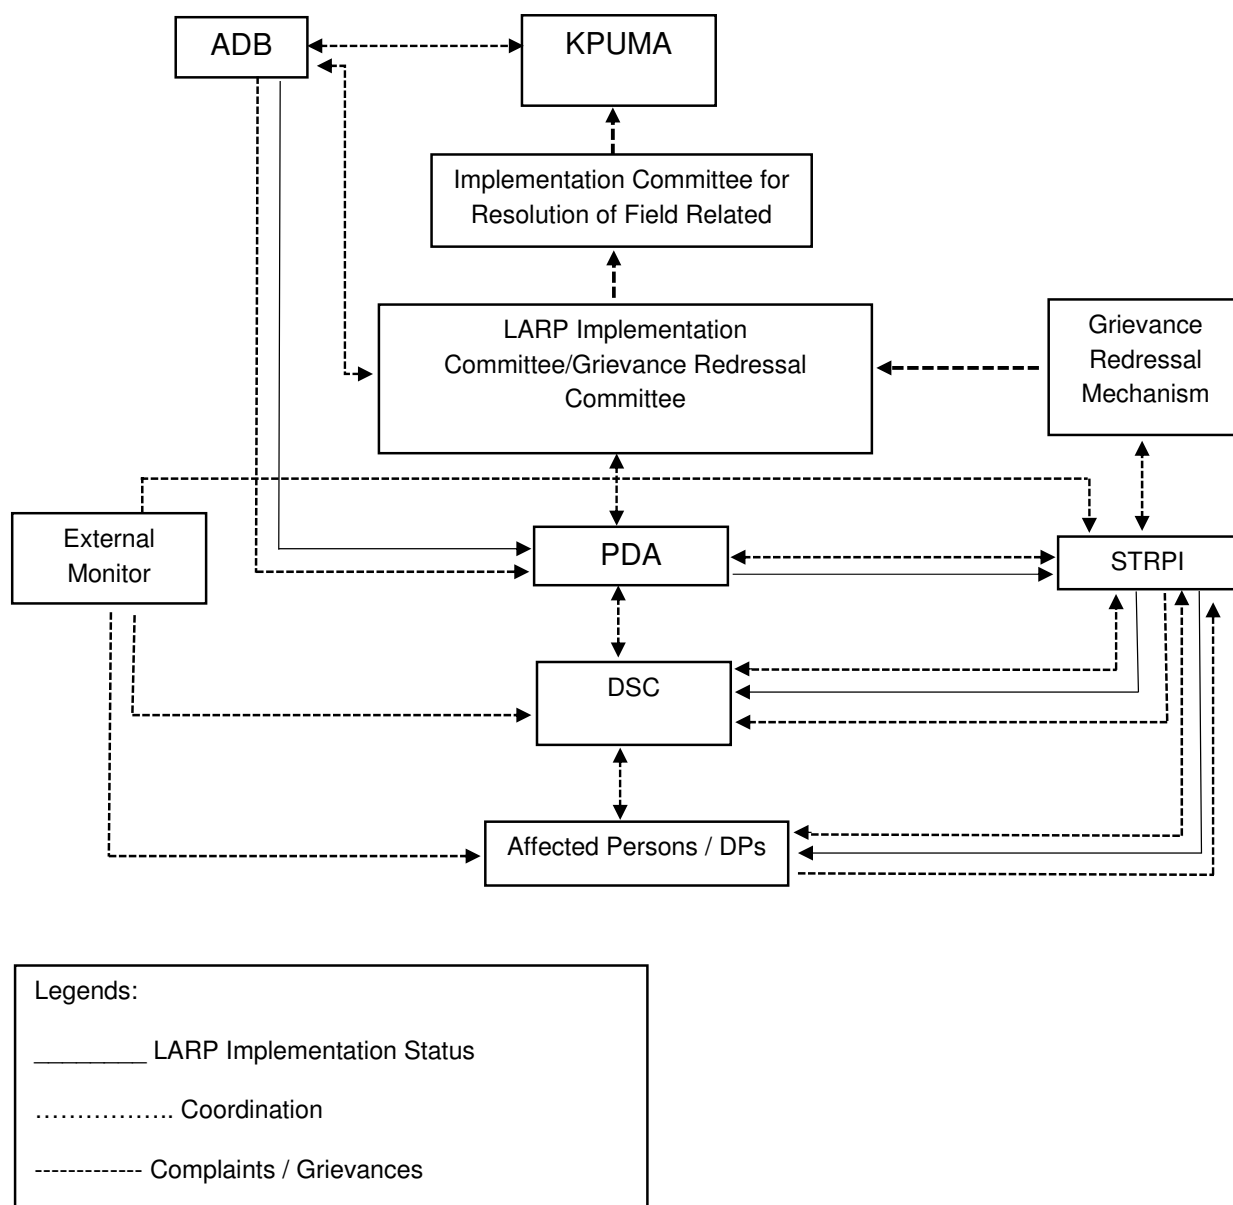 ADB
KPUMA
Implementation Committee for
Resolution of Field Related
LARP Implementation
Committee/Grievance Redressal
Committee
Grievance
Redressal
Mechanism
External
Monitor
PDA
STRPI
DSC
Affected Persons / DPs
Legends:
________ LARP Implementation Status
…………….. Coordination
------------- Complaints / Grievances